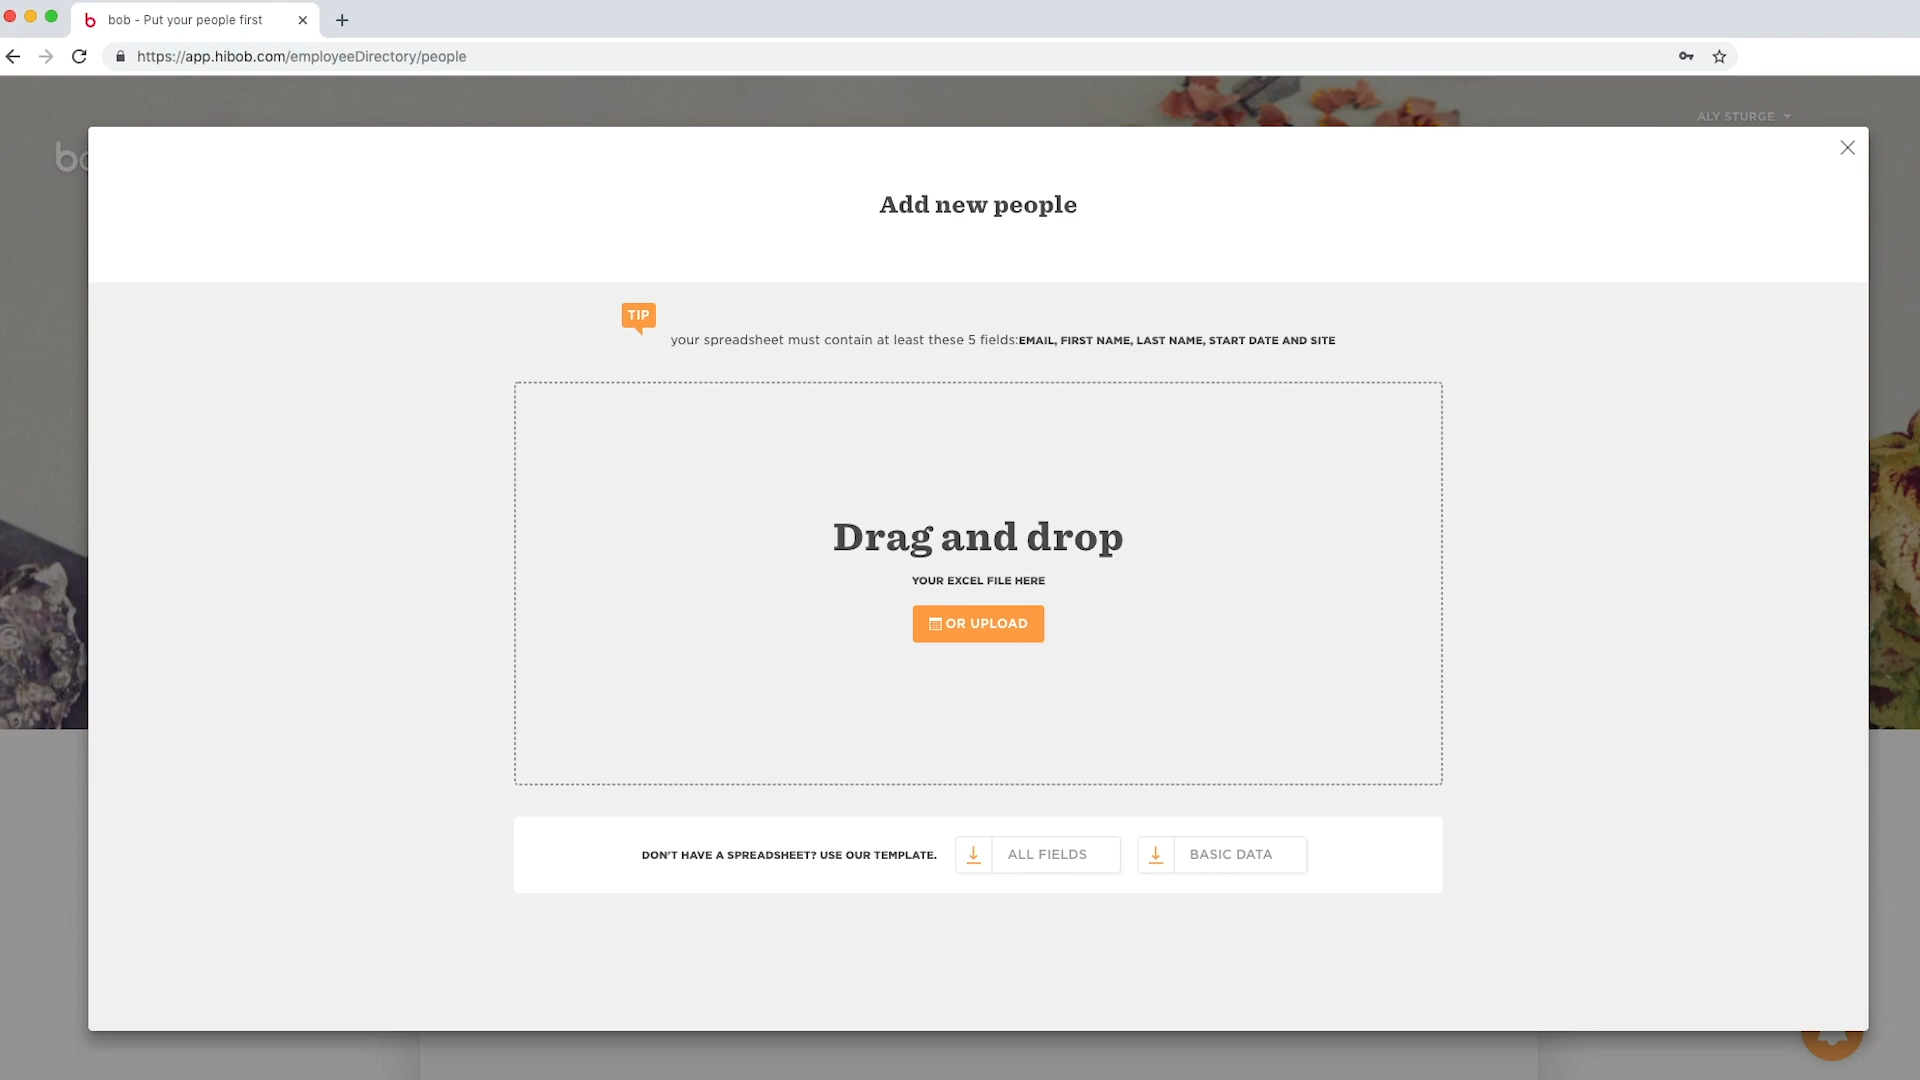 bob - Put your people first
https://app.hibob.com/employeeDirectory/people
ALY STURGE
Add new people
TIP
your spreadsheet must contain at least these 5 fields:EMAIL, FIRST NAME, LAST NAME, START DATE AND SITE
Drag and drop
YOUR EXCEL FILE HERE
OR UPLOAD
DON'T HAVE A SPREADSHEET? USE OUR TEMPLATE.
ALL FIELDS
BASIC DATA